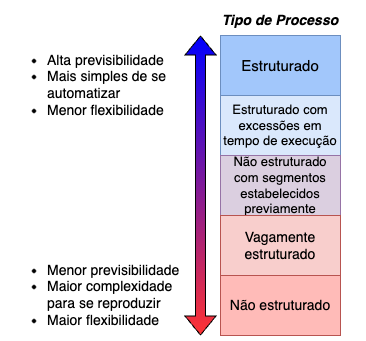 Tipo de Processo
• Alta previsibilidade
• Mais simples de se
automatizar
• Menor flexibilidade
Estruturado
Estruturado com
excessões em
tempo de execução
Não estruturado
com segmentos
estabelecidos
previamente
Vagamente
estruturado
• Menor previsibilidade
• Maior complexidade
para se reproduzir
• Maior flexibilidade
Não estruturado